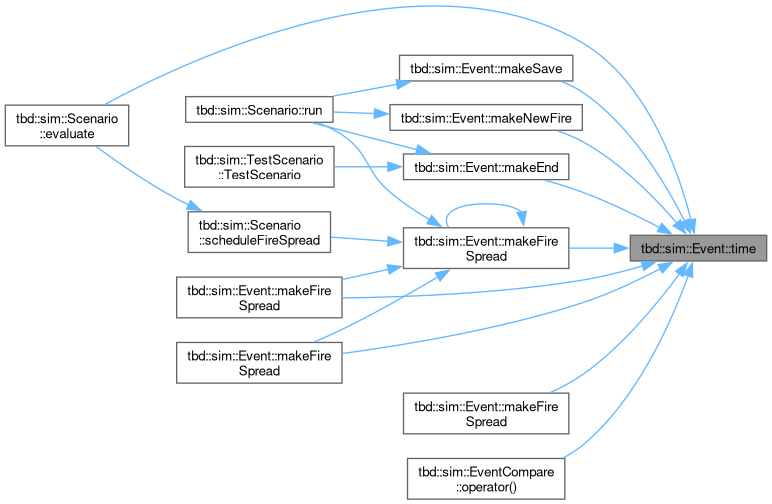 tbd::sim::Event::makeSave
tbd::sim::Scenario::run
tbd::sim::Scenario
::evaluate
tbd::sim::Event::makeNewFire
tbd::sim::TestScenario
::TestScenario
tbd::sim::Event::makeEnd
tbd::sim::Scenario
::scheduleFireSpread
tbd::sim::Event::makeFire
Spread
tbd::sim::Event::time
tbd::sim::Event::makeFire
Spread
tbd::sim::Event::makeFire
Spread
tbd::sim::Event::makeFire
Spread
tbd::sim::EventCompare
::operator()